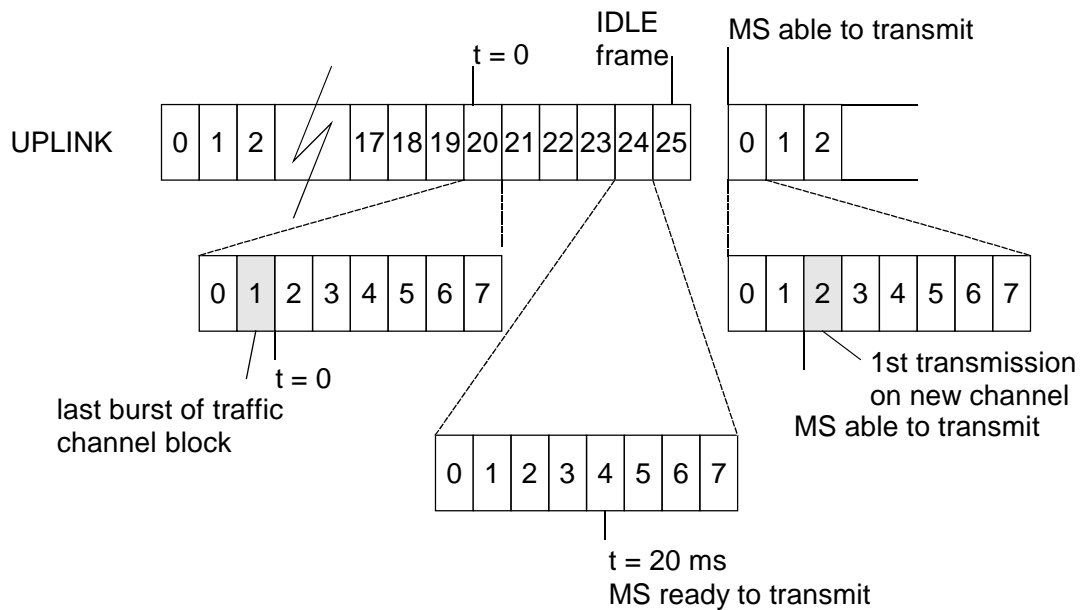 IDLE
frame
MS able to transmit
t = 0
UPLINK
0 1 2 17 18 19 20 21 22 23 24 25
0 1 2
0 1 2 3 4 5 6 7
0 1 2 3 4 5 6 7
t = 0
last burst of traffic
channel block
1st transmission
on new channel
MS able to transmit
0 1 2 3 4 5 6 7
t = 20 ms
MS ready to transmit